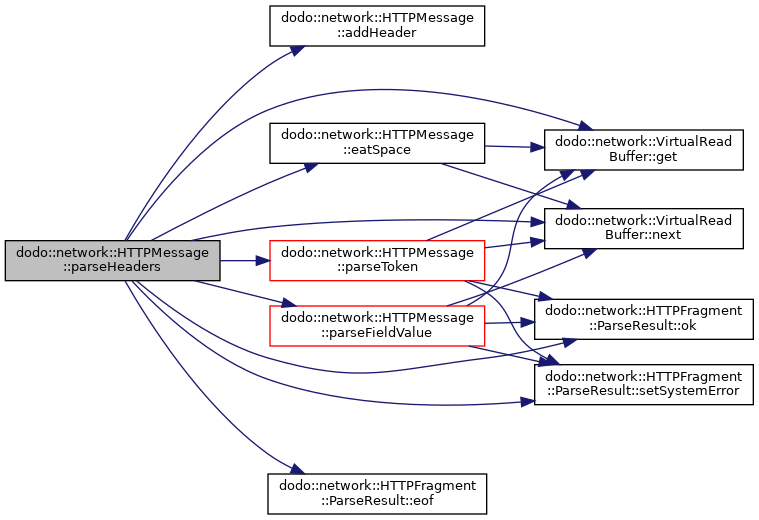 dodo::network::HTTPMessage
::addHeader
dodo::network::HTTPMessage
::eatSpace
dodo::network::VirtualRead
Buffer::get
dodo::network::VirtualRead
Buffer::next
dodo::network::HTTPMessage
::parseHeaders
dodo::network::HTTPMessage
::parseToken
dodo::network::HTTPMessage
::parseFieldValue
dodo::network::HTTPFragment
::ParseResult::ok
dodo::network::HTTPFragment
::ParseResult::setSystemError
dodo::network::HTTPFragment
::ParseResult::eof